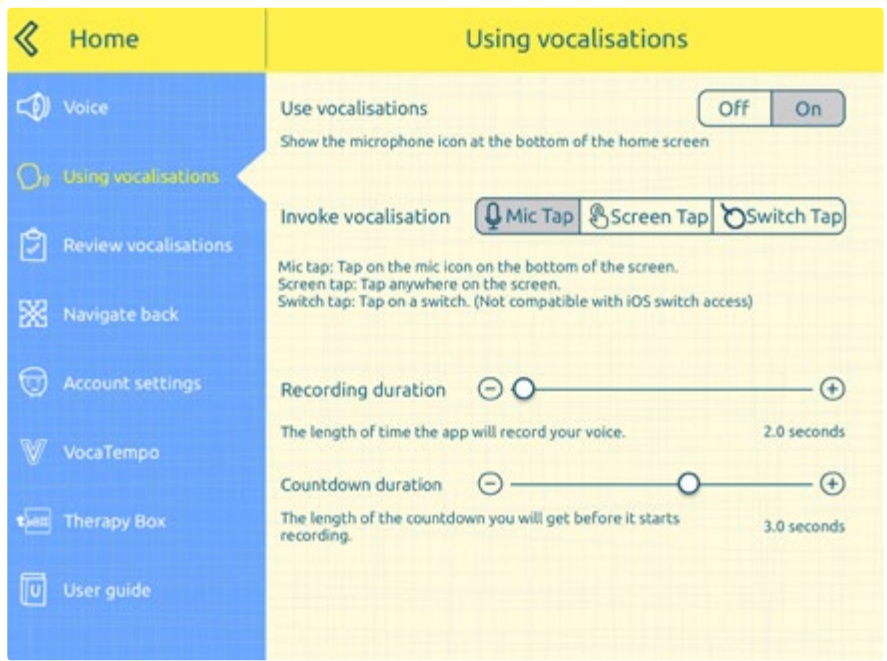 Home
Using vocalisations
Voice
Using vocalisations
Review vocalisations
Navigate back
Account settings
VocaTempo
Therapy Box
User guide
Use vocalisations
Off
On
Show the microphone icon at the bottom of the home screen
Invoke vocalisation
Mic Tap
Screen Tap
Switch Tap
Mic tap: Tap on the mic icon on the bottom of the screen.
Screen tap: Tap anywhere on the screen.
Switch tap: Tap on a switch. (Not compatible with iOS switch access)
Recording duration
The length of time the app will record your voice.
2.0 seconds
Countdown duration
The length of the countdown you will get before it starts
recording.
3.0 seconds